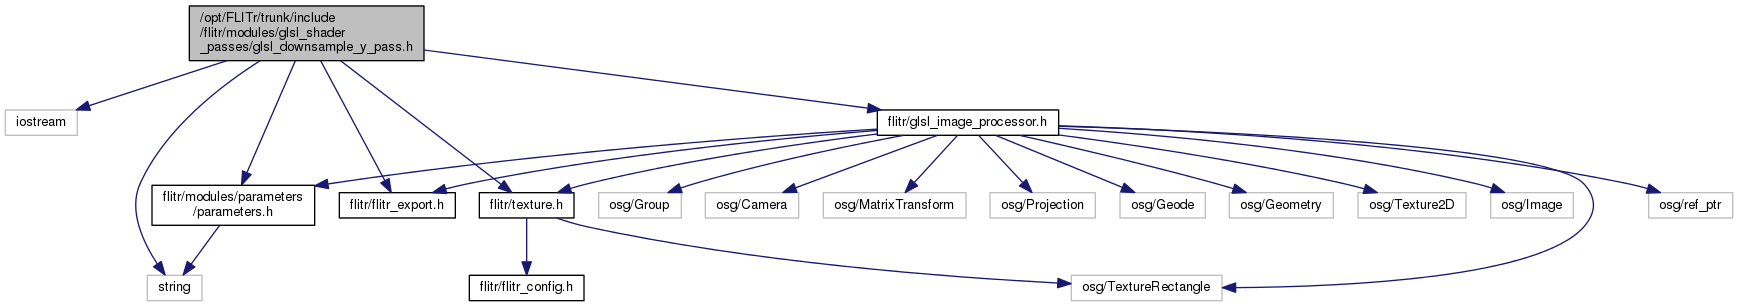 /opt/FLITr/trunk/include
/flitr/modules/glsl_shader
_passes/glsl_downsample_y_pass.h
iostream
flitr/glsl_image_processor.h
flitr/modules/parameters
/parameters.h
flitr/flitr_export.h
flitr/texture.h
osg/Group
osg/Camera
osg/MatrixTransform
osg/Projection
osg/Geode
osg/Geometry
osg/Texture2D
osg/Image
osg/ref_ptr
string
flitr/flitr_config.h
osg/TextureRectangle